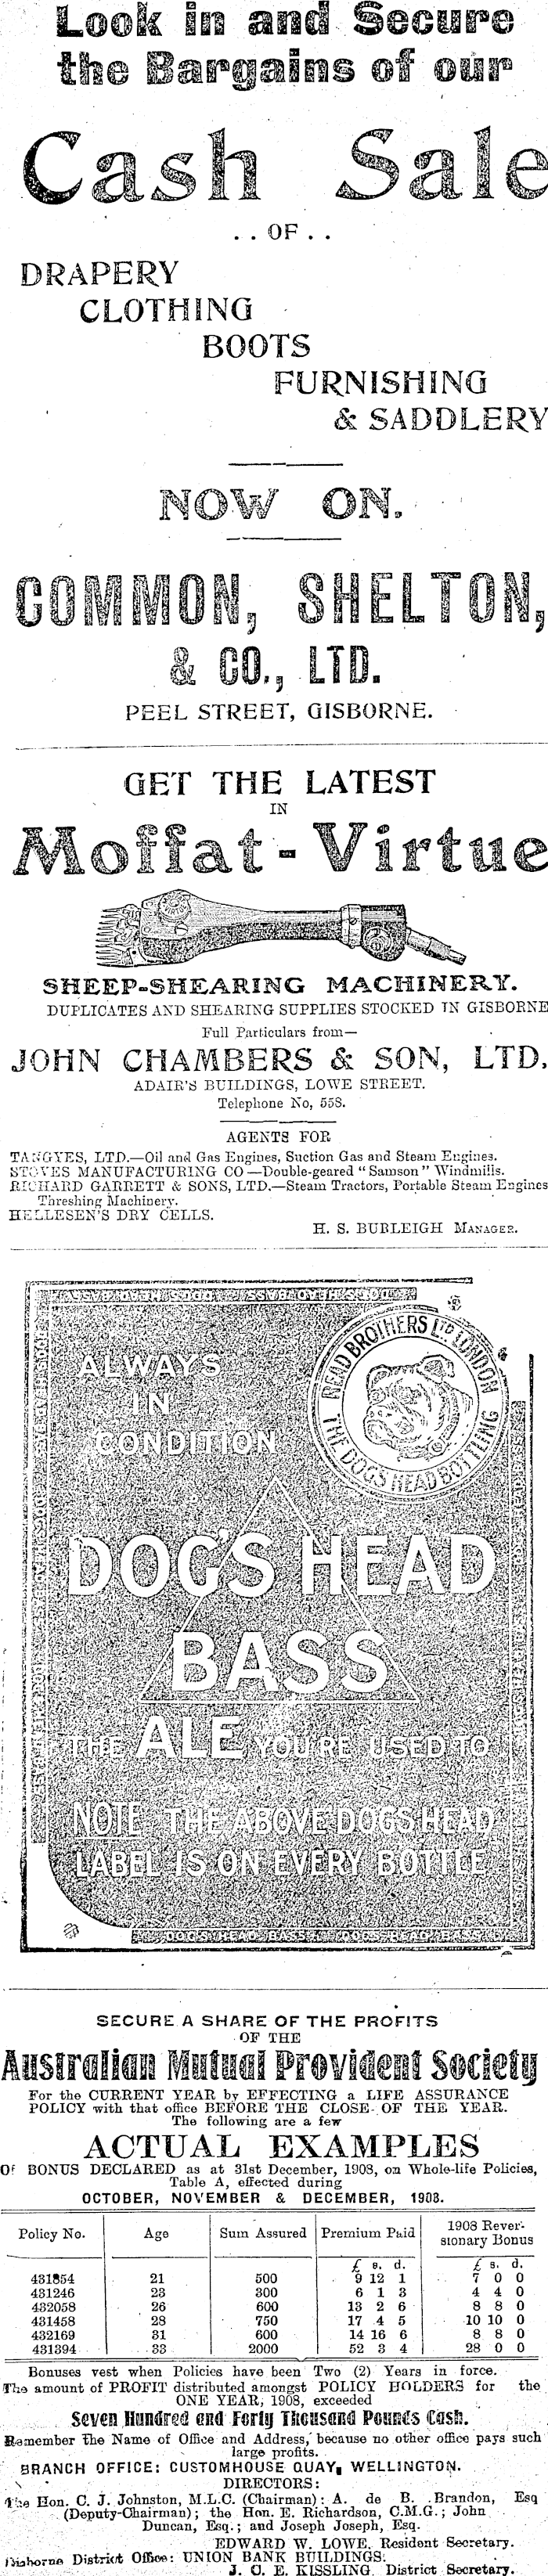 Look in and Secure
the Bargains of our
Cash Sale
. . OF . .
DRAPERY
CLOTHING
BOOTS
FURNISHING
& SADDLERY
NOW ON.
COMMON, SHELTON,
& CO., LTD.
PEEL STREET, GISBORNE.
GET THE LATEST
IN
Moffat-Virtue
SHEEP-SHEARING MACHINERY.
DUPLICATES AND SHEARING SUPPLIES STOCKED IN GISBORNE
Full Particulars from—
JOHN CHAMBERS & SON, LTD.
ADAIR'S BUILDINGS, LOWE STREET.
Telephone No, 558.
AGENTS FOR
TANGYES, LTD.—Oil and Gas Engines, Suction Gas and Steam Engines.
STOVES MANUFACTURING CO—Double-geared "Samson" Windmills.
RICHARD GARRETT & SONS, LTD.—Steam Tractors, Portable Steam Engines
Threshing Machinery.
HELLESEN'S DRY CELLS.
H. S. BURLEIGH MANAGER.
DOG'S HEAD BASS DOG'S HEAD BASS
READ BROTHERS LTD LONDON
THE DOG'S HEAD BOTTLING
ALWAYS
IN
CONDITION
DOG'S HEAD
BASS
THE ALE YOU'RE USED TO
NOTE THE ABOVE DOGS HEAD
LABEL IS ON EVERY BOTTLE
DOG'S HEAD BASS DOG'S HEAD BASS
SECURE A SHARE OF THE PROFITS
OF THE
Australian Mutual Provident Society
For the CURRENT YEAR by EFFECTING a LIFE ASSURANCE
POLICY with that office BEFORE THE CLOSE OF THE YEAR.
The following are a few
ACTUAL EXAMPLES
Of BONUS DECLARED as at 31st December, 1908, on Whole-life Policies,
Table A, effected during
OCTOBER, NOVEMBER & DECEMBER, 1908.
Policy No. Age Sum Assured Premium Paid 1908 Rever-
sionary Bonus
£ s. d. £ s. d.
431854 21 500 9 12 1 7 0 0
431246 23 300 6 1 3 4 4 0
432058 26 600 13 2 6 8 8 0
431458 28 750 17 4 5 10 10 0
432169 31 600 14 16 6 8 8 0
431394 33 2000 52 3 4 28 0 0
Bonuses vest when Policies have been Two (2) Years in force.
The amount of PROFIT distributed amongst POLICY HOLDERS for the
ONE YEAR, 1908, exceeded
Seven Hundred and Forty Thousand Pounds Cash.
Remember the Name of Office and Address, because no other office pays such
large profits.
BRANCH OFFICE: CUSTOMHOUSE QUAY, WELLINGTON.
DIRECTORS:
The Hon. C. J. Johnston, M.L.C. (Chairman): A. de B. Brandon, Esq
(Deputy-Chairman); the Hon. E. Richardson, C.M.G.; John
Duncan, Esq.; and Joseph Joseph, Esq.
EDWARD W. LOWE, Resident Secretary.
Gisborne District Office: UNION BANK BUILDINGS.
J. C. E. KISSLING, District Secretary.